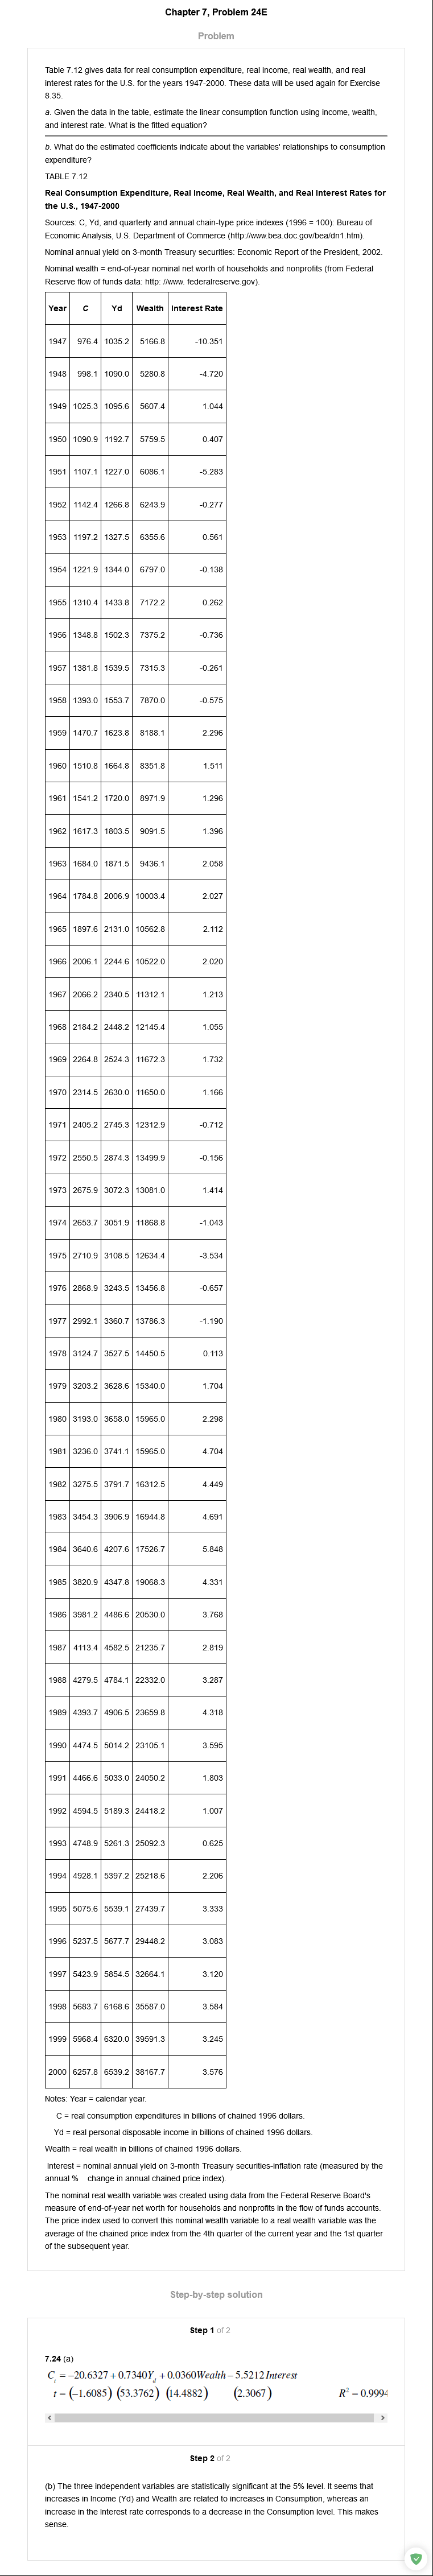 Chapter 7, Problem 24E
Problem
Table 7.12 gives data for real consumption expenditure, real income, real wealth, and real
interest rates for the U.S. for the years 1947-2000. These data will be used again for Exercise
8.35.
a. Given the data in the table, estimate the linear consumption function using income, wealth,
and interest rate. What is the fitted equation?
b. What do the estimated coefficients indicate about the variables' relationships to consumption
expenditure?
TABLE 7.12
Real Consumption Expenditure, Real Income, Real Wealth, and Real Interest Rates for
the U.S., 1947-2000
Sources: C, Yd, and quarterly and annual chain-type price indexes (1996 = 100): Bureau of
Economic Analysis, U.S. Department of Commerce (http://www.bea.doc.gov/bea/dn1.htm).
Nominal annual yield on 3-month Treasury securities: Economic Report of the President, 2002.
Nominal wealth = end-of-year nominal net worth of households and nonprofits (from Federal
Reserve flow of funds data: http: //www. federalreserve.gov).
Year C Yd Wealth Interest Rate
1947 976.4 1035.2 5166.8 -10.351
1948 998.1 1090.0 5280.8 -4.720
1949 1025.3 1095.6 5607.4 1.044
1950 1090.9 1192.7 5759.5 0.407
1951 1107.1 1227.0 6086.1 -5.283
1952 1142.4 1266.8 6243.9 -0.277
1953 1197.2 1327.5 6355.6 0.561
1954 1221.9 1344.0 6797.0 -0.138
1955 1310.4 1433.8 7172.2 0.262
1956 1348.8 1502.3 7375.2 -0.736
1957 1381.8 1539.5 7315.3 -0.261
1958 1393.0 1553.7 7870.0 -0.575
1959 1470.7 1623.8 8188.1 2.296
1960 1510.8 1664.8 8351.8 1.511
1961 1541.2 1720.0 8971.9 1.296
1962 1617.3 1803.5 9091.5 1.396
1963 1684.0 1871.5 9436.1 2.058
1964 1784.8 2006.9 10003.4 2.027
1965 1897.6 2131.0 10562.8 2.112
1966 2006.1 2244.6 10522.0 2.020
1967 2066.2 2340.5 11312.1 1.213
1968 2184.2 2448.2 12145.4 1.055
1969 2264.8 2524.3 11672.3 1.732
1970 2314.5 2630.0 11650.0 1.166
1971 2405.2 2745.3 12312.9 -0.712
1972 2550.5 2874.3 13499.9 -0.156
1973 2675.9 3072.3 13081.0 1.414
1974 2653.7 3051.9 11868.8 -1.043
1975 2710.9 3108.5 12634.4 -3.534
1976 2868.9 3243.5 13456.8 -0.657
1977 2992.1 3360.7 13786.3 -1.190
1978 3124.7 3527.5 14450.5 0.113
1979 3203.2 3628.6 15340.0 1.704
1980 3193.0 3658.0 15965.0 2.298
1981 3236.0 3741.1 15965.0 4.704
1982 3275.5 3791.7 16312.5 4.449
1983 3454.3 3906.9 16944.8 4.691
1984 3640.6 4207.6 17526.7 5.848
1985 3820.9 4347.8 19068.3 4.331
1986 3981.2 4486.6 20530.0 3.768
1987 4113.4 4582.5 21235.7 2.819
1988 4279.5 4784.1 22332.0 3.287
1989 4393.7 4906.5 23659.8 4.318
1990 4474.5 5014.2 23105.1 3.595
1991 4466.6 5033.0 24050.2 1.803
1992 4594.5 5189.3 24418.2 1.007
1993 4748.9 5261.3 25092.3 0.625
1994 4928.1 5397.2 25218.6 2.206
1995 5075.6 5539.1 27439.7 3.333
1996 5237.5 5677.7 29448.2 3.083
1997 5423.9 5854.5 32664.1 3.120
1998 5683.7 6168.6 35587.0 3.584
1999 5968.4 6320.0 39591.3 3.245
2000 6257.8 6539.2 38167.7 3.576
Notes: Year = calendar year.
C = real consumption expenditures in billions of chained 1996 dollars.
Yd = real personal disposable income in billions of chained 1996 dollars.
Wealth = real wealth in billions of chained 1996 dollars.
Interest = nominal annual yield on 3-month Treasury securities-inflation rate (measured by the
annual % change in annual chained price index).
The nominal real wealth variable was created using data from the Federal Reserve Board's
measure of end-of-year net worth for households and nonprofits in the flow of funds accounts.
The price index used to convert this nominal wealth variable to a real wealth variable was the
average of the chained price index from the 4th quarter of the current year and the 1st quarter
of the subsequent year.
Step-by-step solution
Step 1 of 2
7.24 (a)
C_t = −20.6327 + 0.7340Y_d + 0.0360Wealth − 5.5212Interest
t = (−1.6085) (53.3762) (14.4882) (2.3067) R² = 0.9994
Step 2 of 2
(b) The three independent variables are statistically significant at the 5% level. It seems that
increases in Income (Yd) and Wealth are related to increases in Consumption, whereas an
increase in the Interest rate corresponds to a decrease in the Consumption level. This makes
sense.